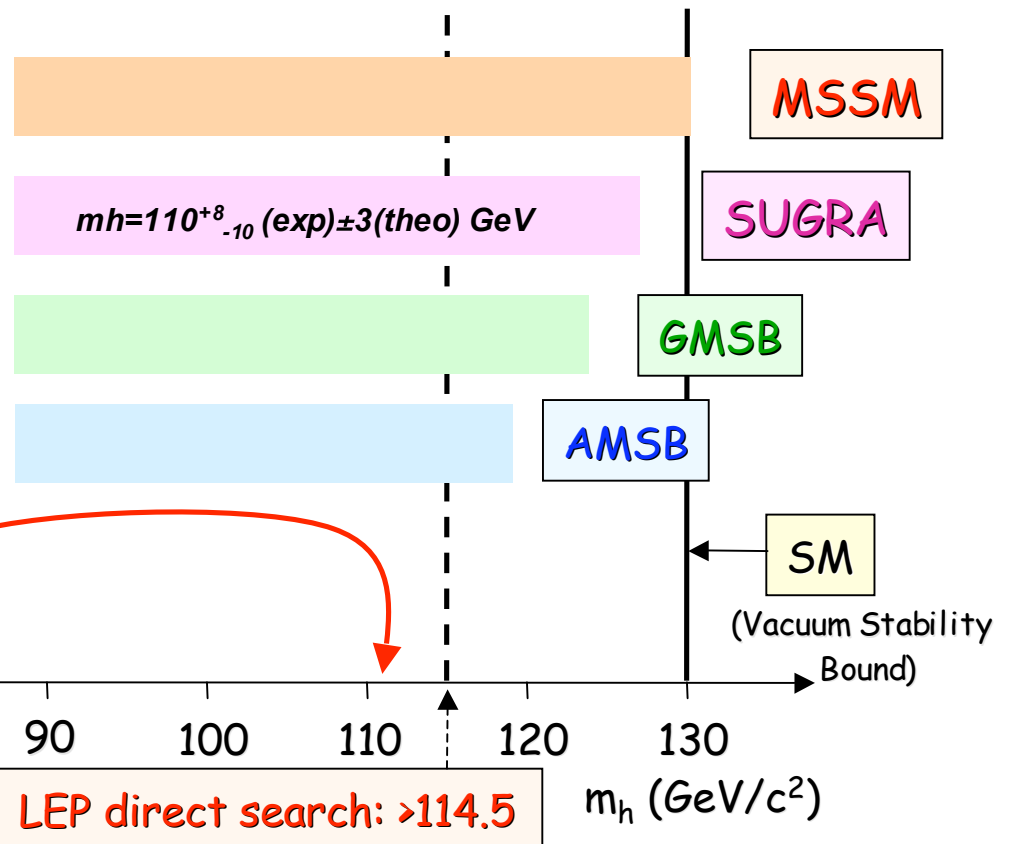 MSSM
mh=110⁺⁸₋₁₀ (exp)±3(theo) GeV
SUGRA
GMSB
AMSB
SM
(Vacuum Stability
Bound)
90 100 110 120 130
LEP direct search: >114.5
mₕ (GeV/c²)